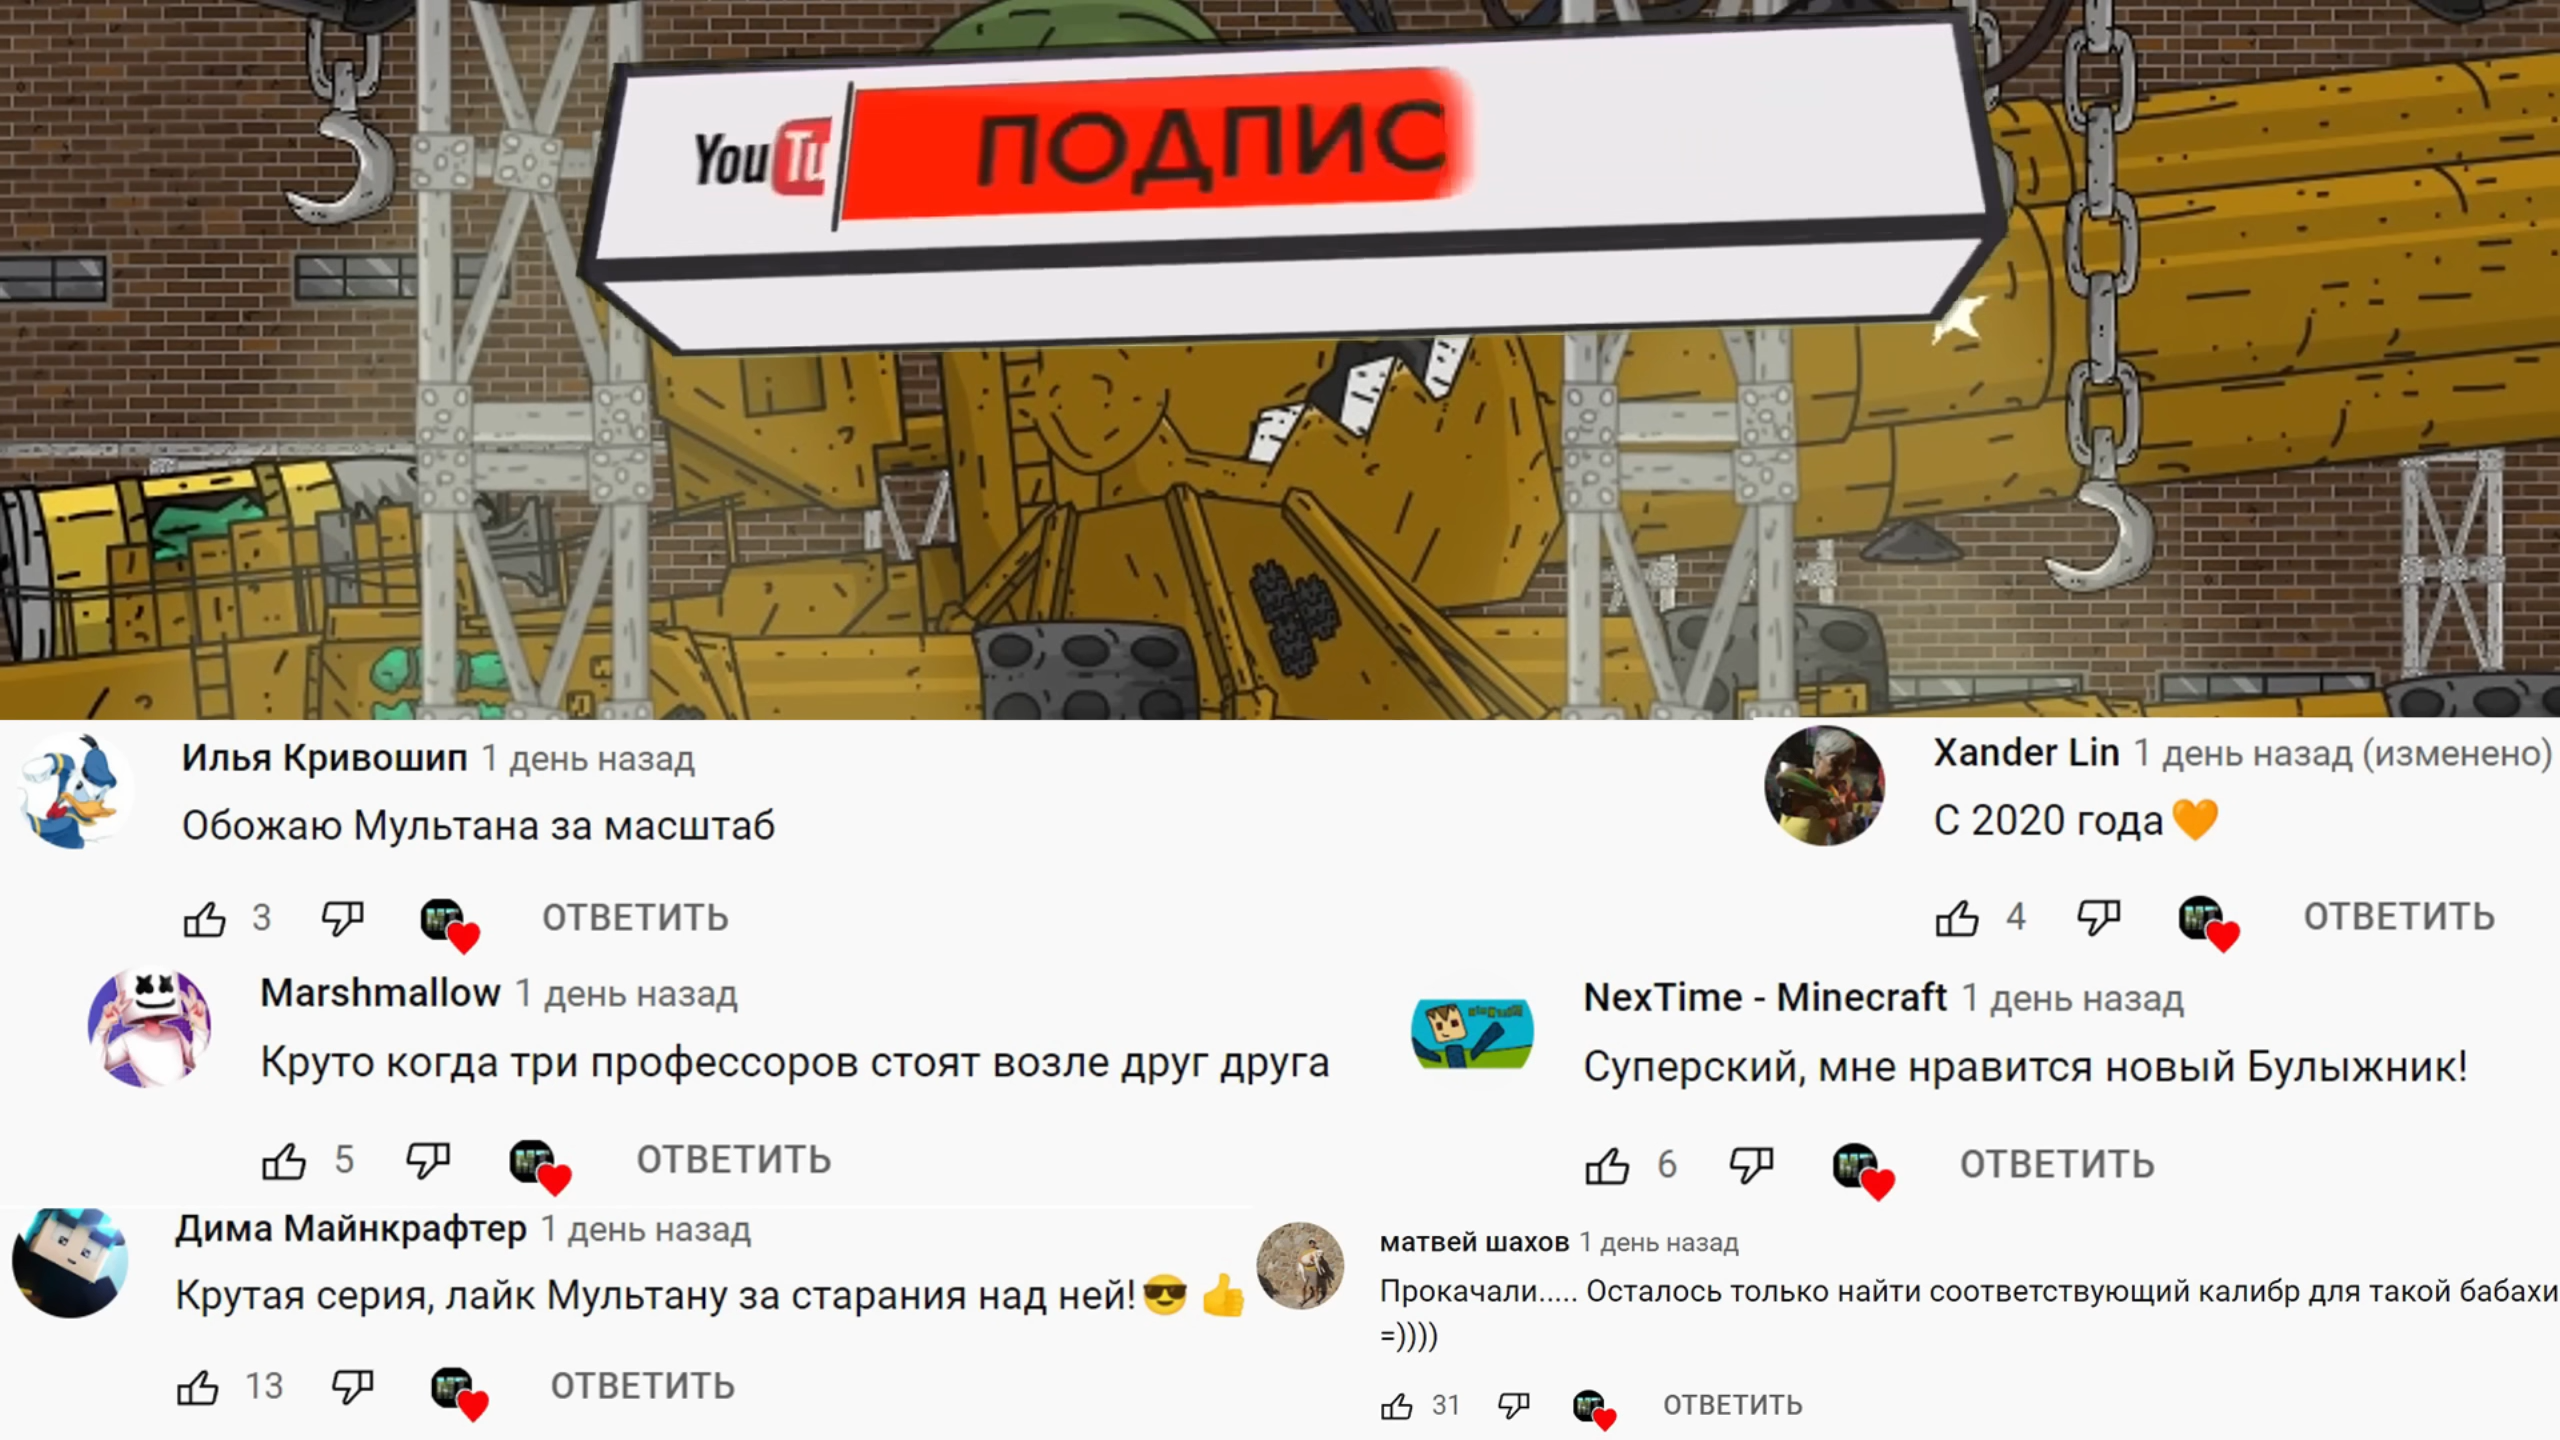 YouTu ПОДПИС
Илья Кривошип 1 день назад
Обожаю Мультана за масштаб
3 ОТВЕТИТЬ
Xander Lin 1 день назад (изменено)
С 2020 года🧡
4 ОТВЕТИТЬ
Marshmallow 1 день назад
Круто когда три профессоров стоят возле друг друга
5 ОТВЕТИТЬ
NexTime - Minecraft 1 день назад
Суперский, мне нравится новый Булыжник!
6 ОТВЕТИТЬ
Дима Майнкрафтер 1 день назад
Крутая серия, лайк Мультану за старания над ней!😎👍
13 ОТВЕТИТЬ
матвей шахов 1 день назад
Прокачали..... Осталось только найти соответствующий калибр для такой бабахи
=))))
31 ОТВЕТИТЬ